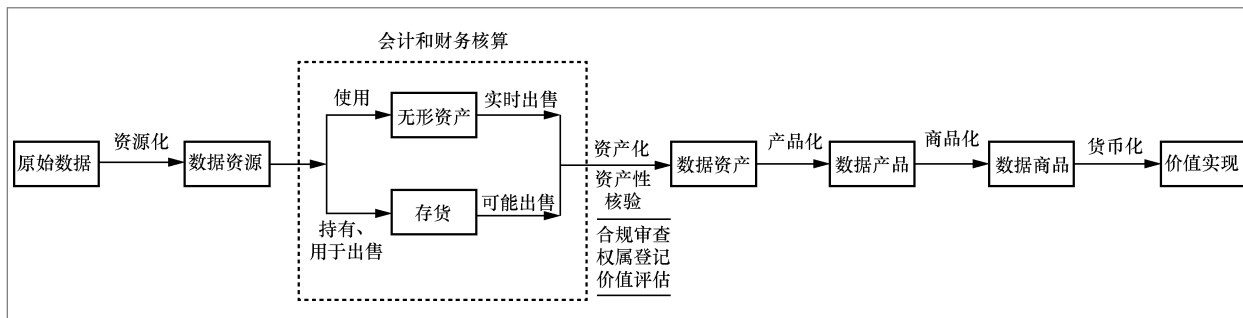 会计和财务核算
原始数据
资源化
数据资源
使用
无形资产
实时出售
持有、
用于出售
存货
可能出售
资产化
资产性
核验
合规审查
权属登记
价值评估
数据资产
产品化
数据产品
商品化
数据商品
货币化
价值实现